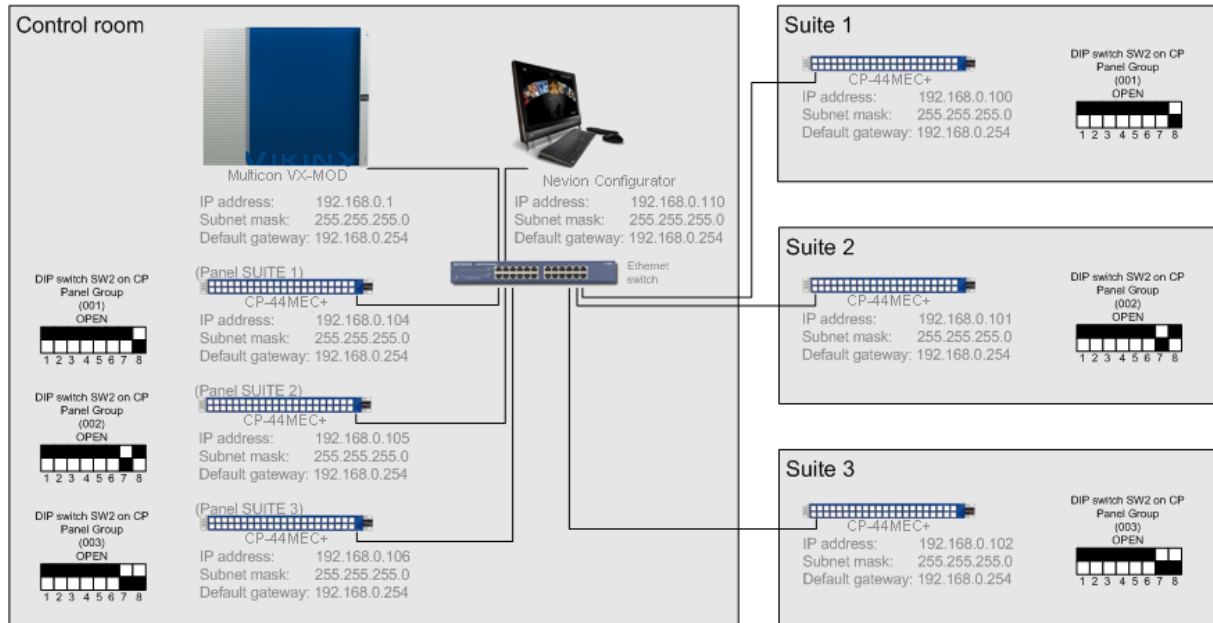 Control room
VIKINX
Multicon VX-MOD
IP address: 192.168.0.1
Subnet mask: 255.255.255.0
Default gateway: 192.168.0.254
Nevion Configurator
IP address: 192.168.0.110
Subnet mask: 255.255.255.0
Default gateway: 192.168.0.254
Ethernet
switch
DIP switch SW2 on CP
Panel Group
(001)
OPEN
1 2 3 4 5 6 7 8
(Panel SUITE 1)
CP-44MEC+
IP address: 192.168.0.104
Subnet mask: 255.255.255.0
Default gateway: 192.168.0.254
DIP switch SW2 on CP
Panel Group
(002)
OPEN
1 2 3 4 5 6 7 8
(Panel SUITE 2)
CP-44MEC+
IP address: 192.168.0.105
Subnet mask: 255.255.255.0
Default gateway: 192.168.0.254
DIP switch SW2 on CP
Panel Group
(003)
OPEN
1 2 3 4 5 6 7 8
(Panel SUITE 3)
CP-44MEC+
IP address: 192.168.0.106
Subnet mask: 255.255.255.0
Default gateway: 192.168.0.254
Suite 1
CP-44MEC+
IP address: 192.168.0.100
Subnet mask: 255.255.255.0
Default gateway: 192.168.0.254
DIP switch SW2 on CP
Panel Group
(001)
OPEN
1 2 3 4 5 6 7 8
Suite 2
CP-44MEC+
IP address: 192.168.0.101
Subnet mask: 255.255.255.0
Default gateway: 192.168.0.254
DIP switch SW2 on CP
Panel Group
(002)
OPEN
1 2 3 4 5 6 7 8
Suite 3
CP-44MEC+
IP address: 192.168.0.102
Subnet mask: 255.255.255.0
Default gateway: 192.168.0.254
DIP switch SW2 on CP
Panel Group
(003)
OPEN
1 2 3 4 5 6 7 8